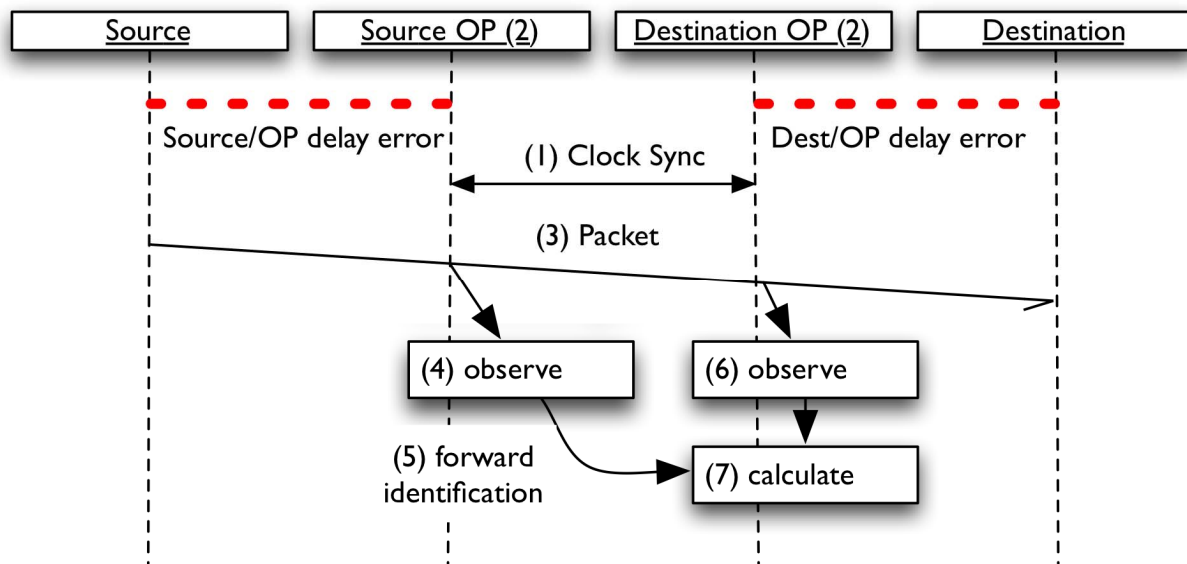 Source
Source OP (2)
Destination OP (2)
Destination
Source/OP delay error
Dest/OP delay error
(1) Clock Sync
(3) Packet
(4) observe
(6) observe
(5) forward
identification
(7) calculate